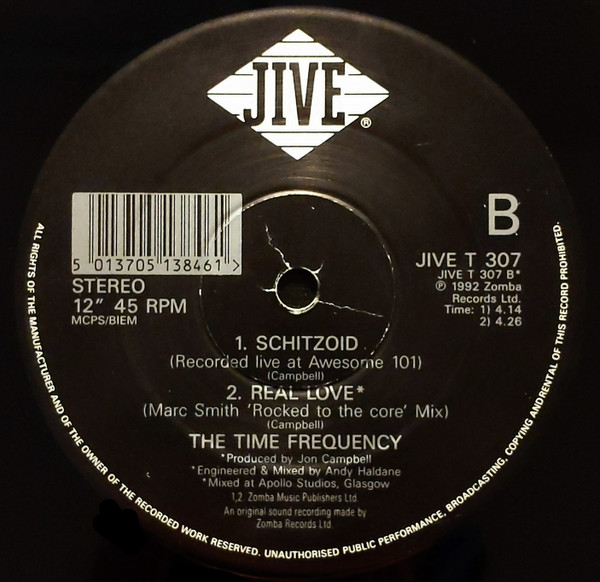 JIVE
®
5 013705 138461 >
B
STEREO
12" 45 RPM
MCPS/BIEM
JIVE T 307
JIVE T 307 B*
℗ 1992 Zomba
Records Ltd.
Time: 1) 4.14
2) 4.26
1. SCHITZOID
(Recorded live at Awesome 101)
(Campbell)
2. REAL LOVE*
(Marc Smith 'Rocked to the core' Mix)
(Campbell)
THE TIME FREQUENCY
*Produced by Jon Campbell
*Engineered & Mixed by Andy Haldane
*Mixed at Apollo Studios, Glasgow
1,2. Zomba Music Publishers Ltd.
An original sound recording made by
Zomba Records Ltd
ALL RIGHTS OF THE MANUFACTURER AND OF THE OWNER OF THE RECORDED WORK RESERVED. UNAUTHORISED PUBLIC PERFORMANCE, BROADCASTING, COPYING ANDRENTAL OF THIS RECORD PROHIBITED.